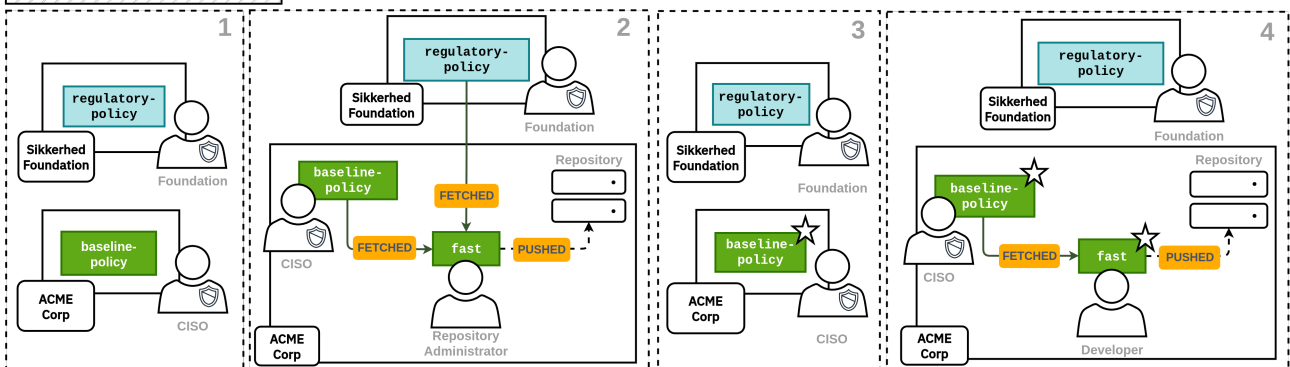 1
regulatory-
policy
Sikkerhed
Foundation
Foundation
baseline-
policy
ACME
Corp
CISO
2
regulatory-
policy
Sikkerhed
Foundation
Foundation
baseline-
policy
CISO
FETCHED
FETCHED
fast
PUSHED
Repository
Repository
Administrator
ACME
Corp
3
regulatory-
policy
Sikkerhed
Foundation
Foundation
baseline-
policy
ACME
Corp
CISO
4
regulatory-
policy
Sikkerhed
Foundation
Foundation
baseline-
policy
CISO
FETCHED
fast
PUSHED
Repository
Developer
ACME
Corp